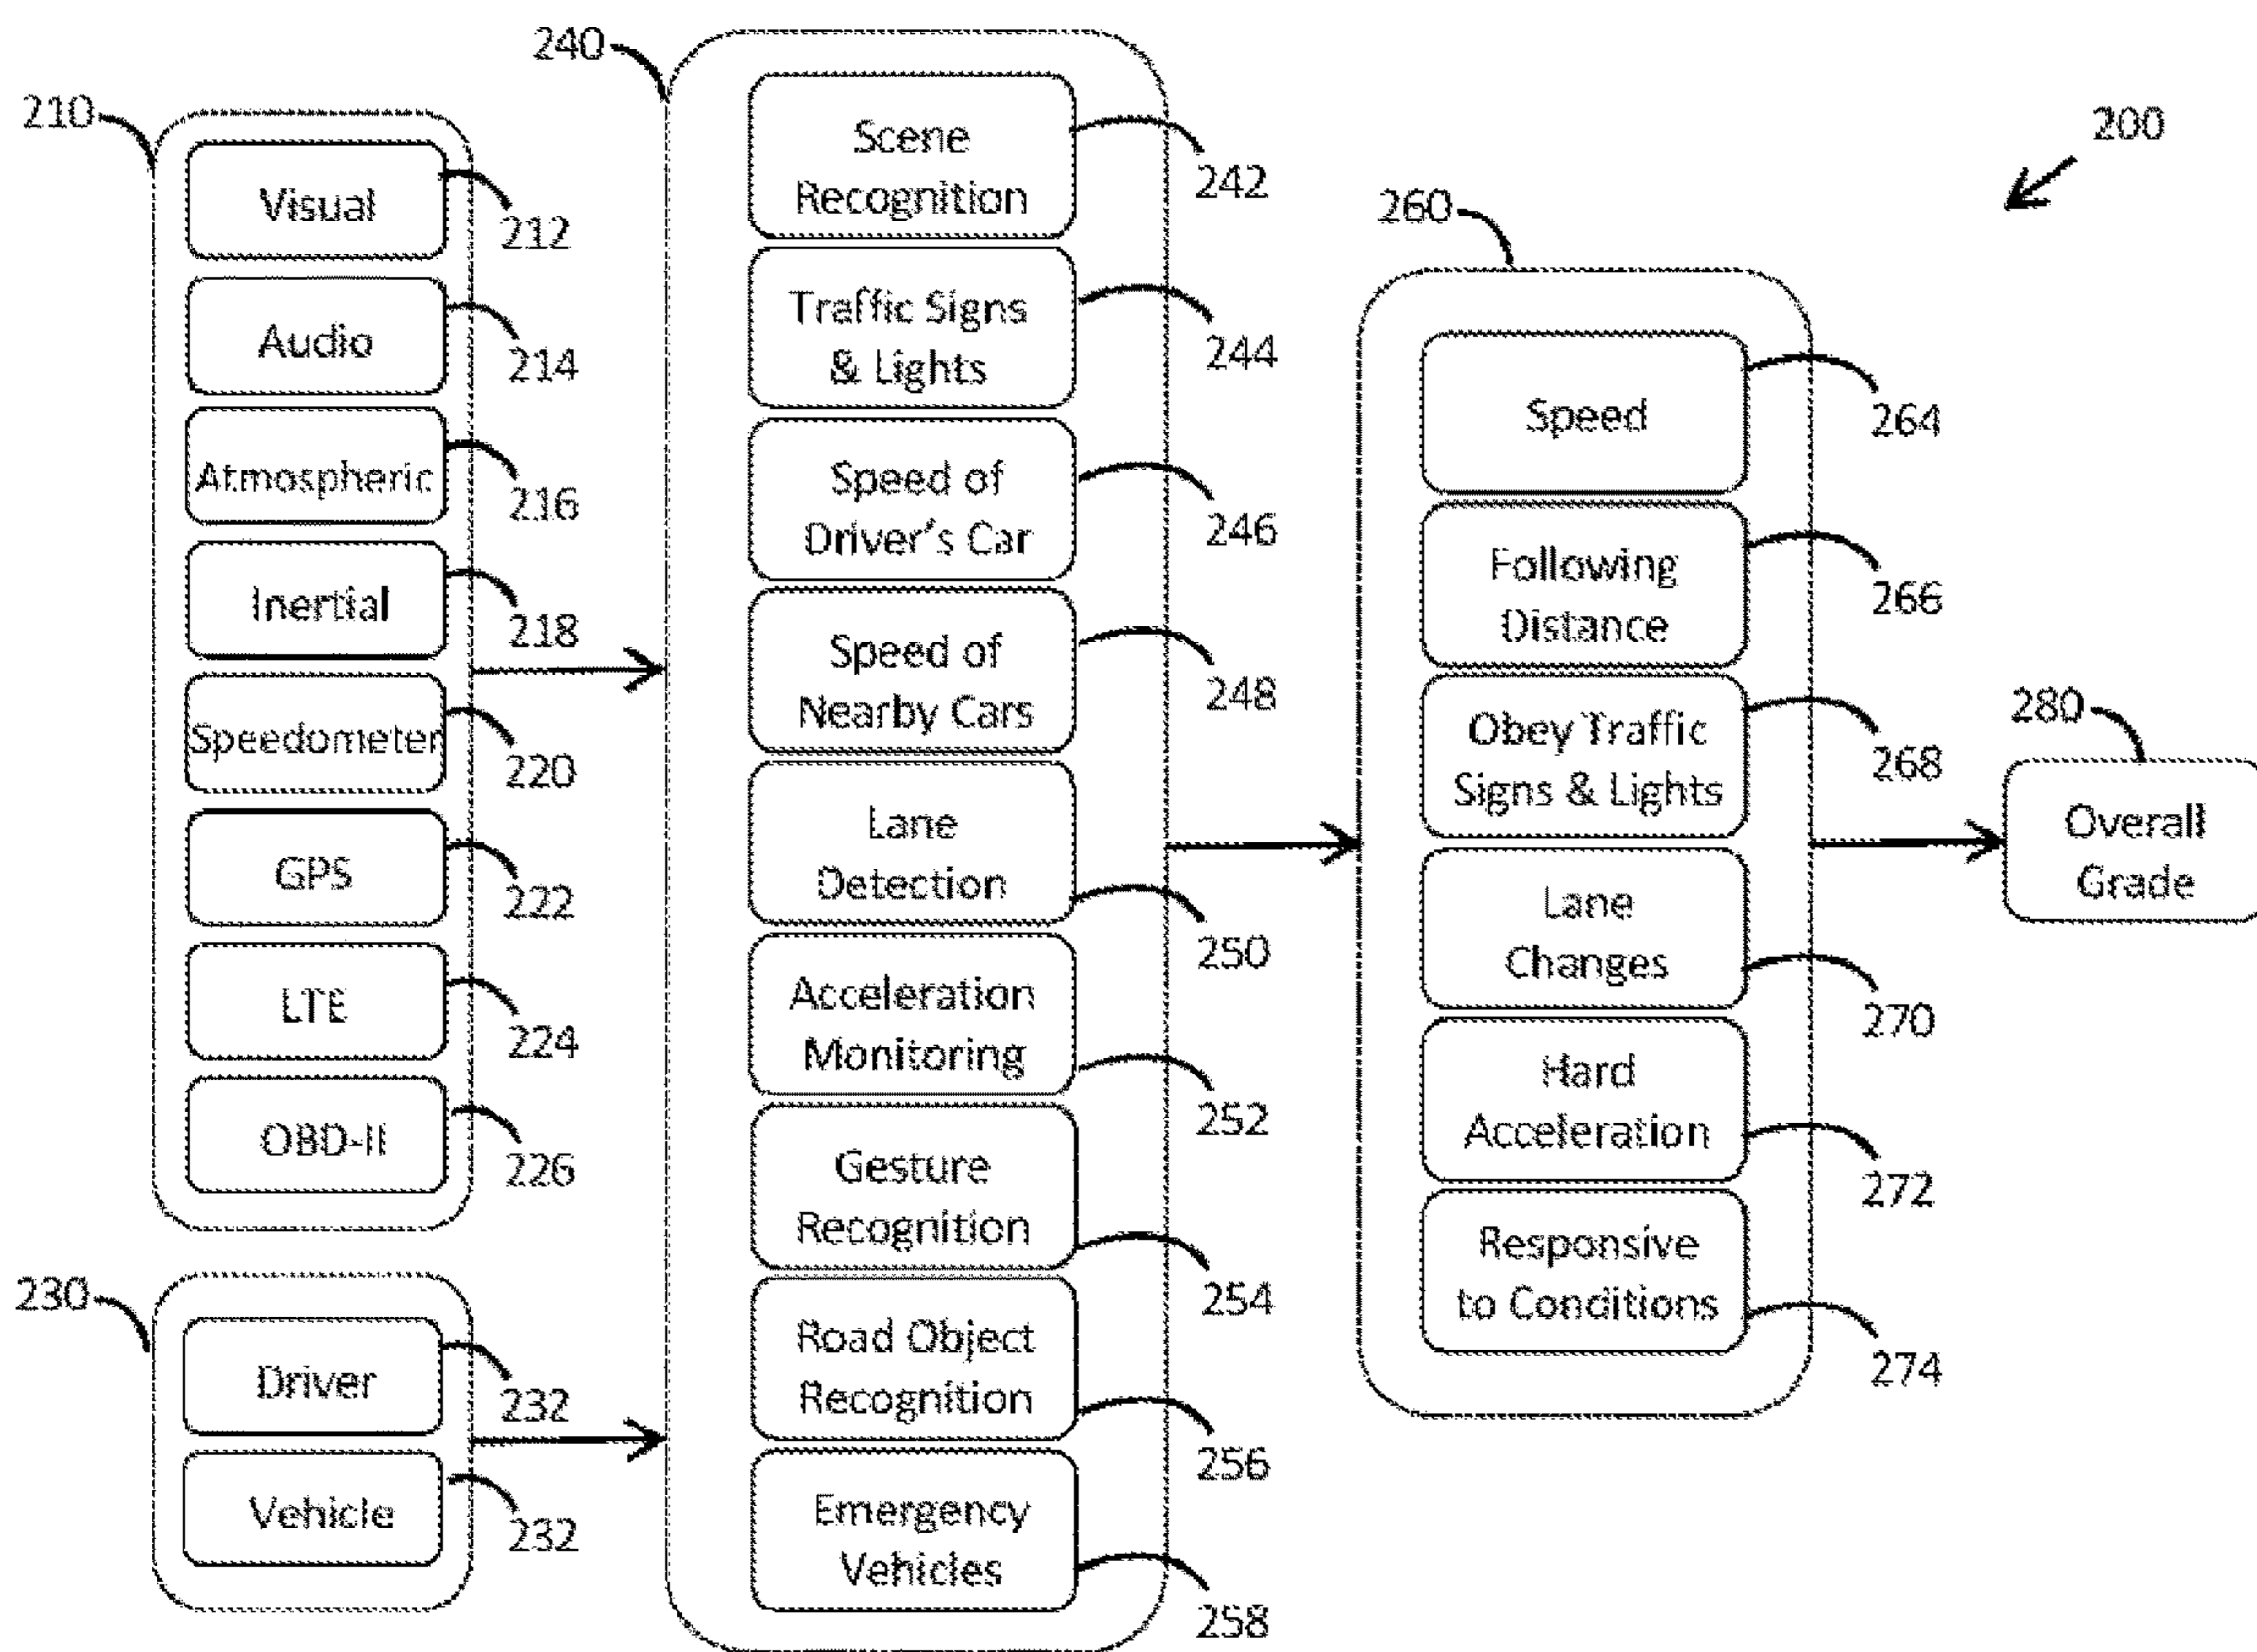 210
Visual
212
Audio
214
Atmospheric
216
Inertial
218
Speedometer
220
GPS
222
LTE
224
OBD-II
226
230
Driver
232
Vehicle
232
240
Scene
Recognition
242
Traffic Signs
& Lights
244
Speed of
Driver's Car
246
Speed of
Nearby Cars
248
Lane
Detection
250
Acceleration
Monitoring
252
Gesture
Recognition
254
Road Object
Recognition
256
Emergency
Vehicles
258
260
Speed
264
Following
Distance
266
Obey Traffic
Signs & Lights
268
Lane
Changes
270
Hard
Acceleration
272
Responsive
to Conditions
274
200
280
Overall
Grade